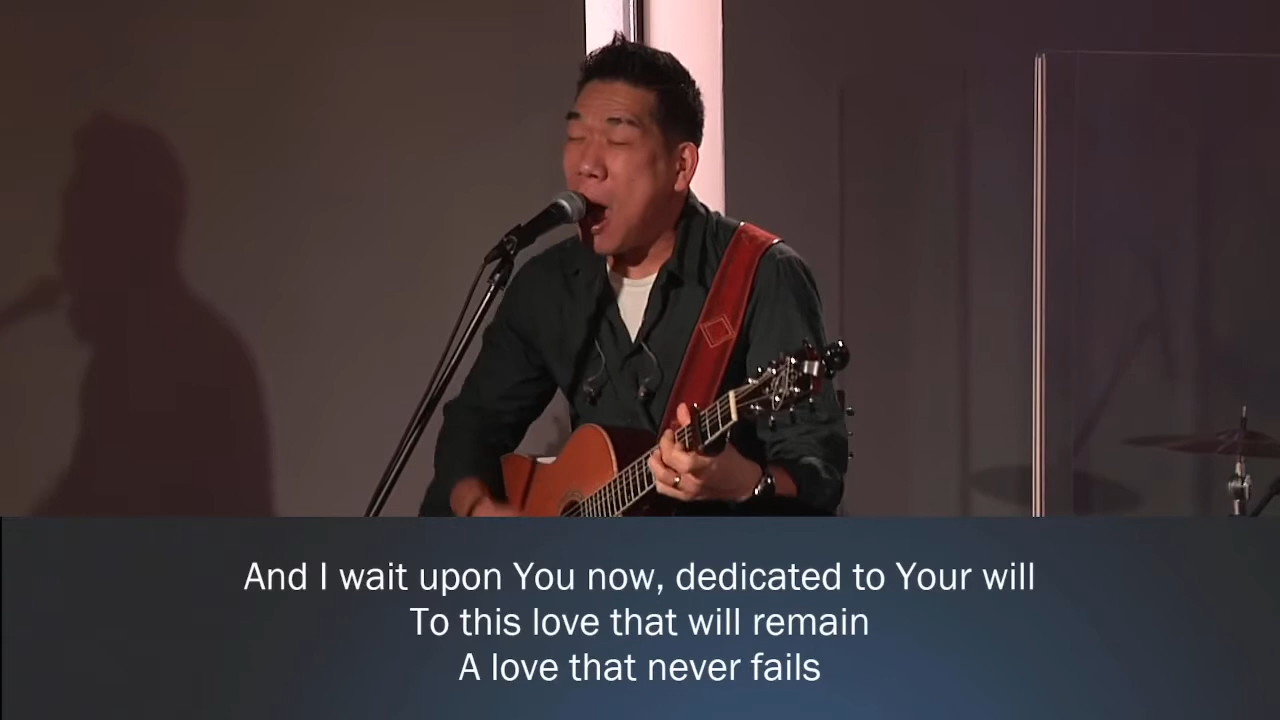 And I wait upon You now, dedicated to Your will
To this love that will remain
A love that never fails